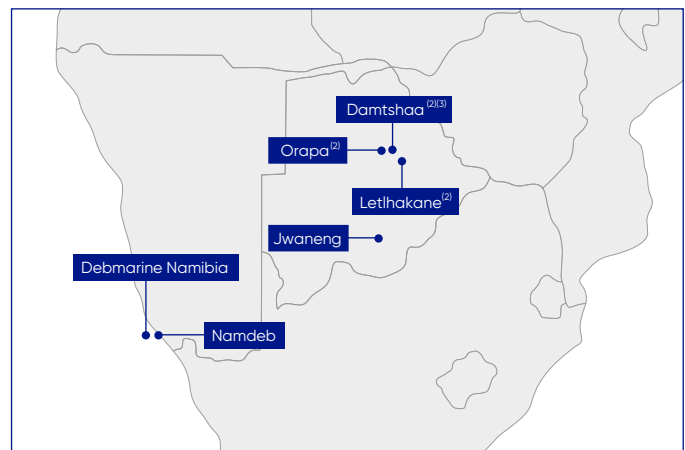 Damtshaa (2)(3)
Orapa (2)
Letlhakane (2)
Jwaneng
Debmarine Namibia
Namdeb